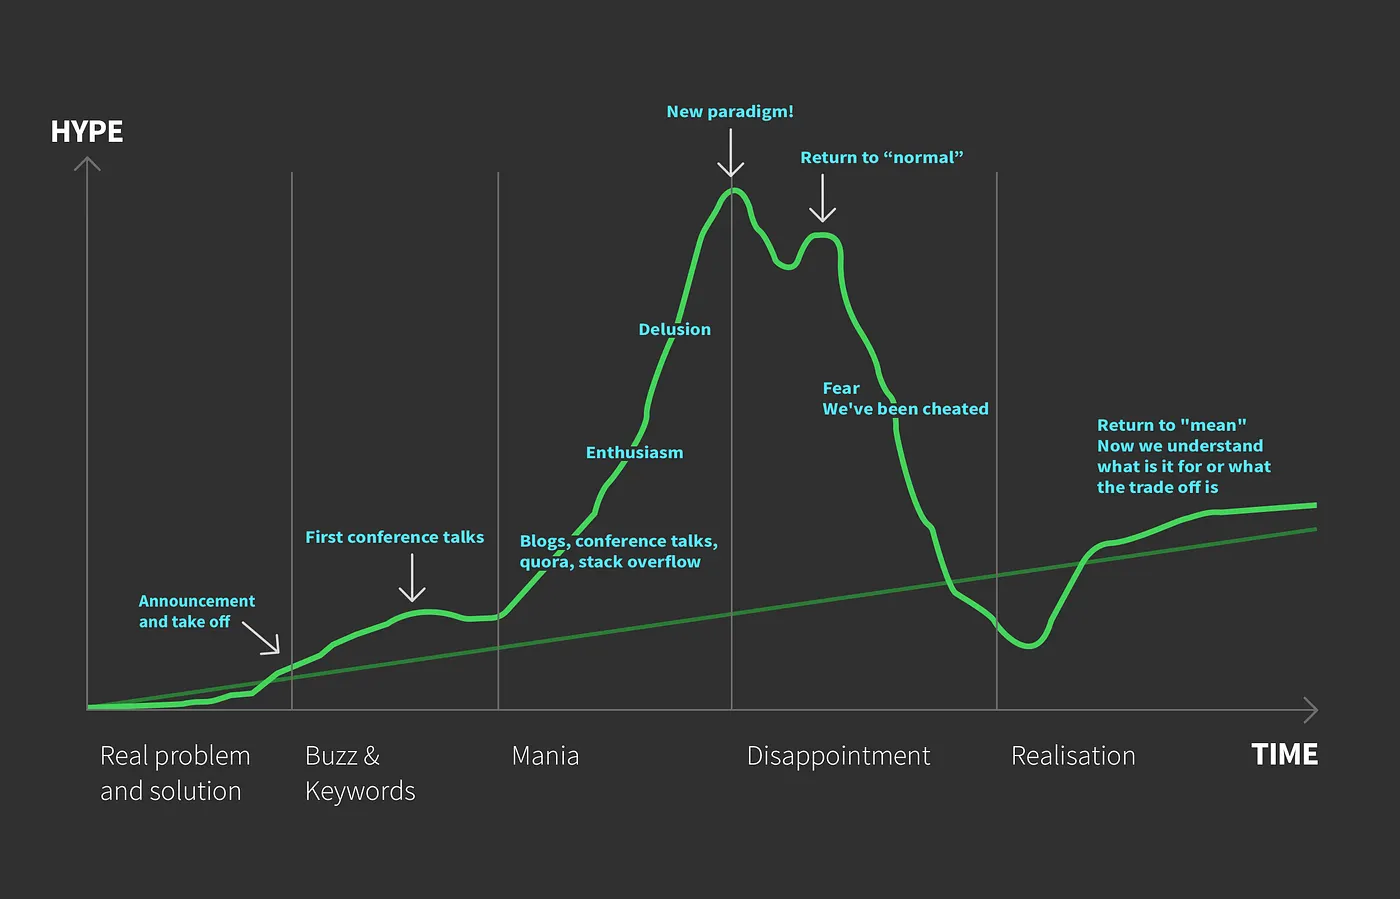 New paradigm!
HYPE
Return to “normal”
Delusion
Fear
We've been cheated
Return to "mean"
Now we understand
what is it for or what
the trade off is
Enthusiasm
First conference talks
Blogs, conference talks,
quora, stack overflow
Announcement
and take off
Real problem
and solution
Buzz &
Keywords
Mania
Disappointment
Realisation
TIME